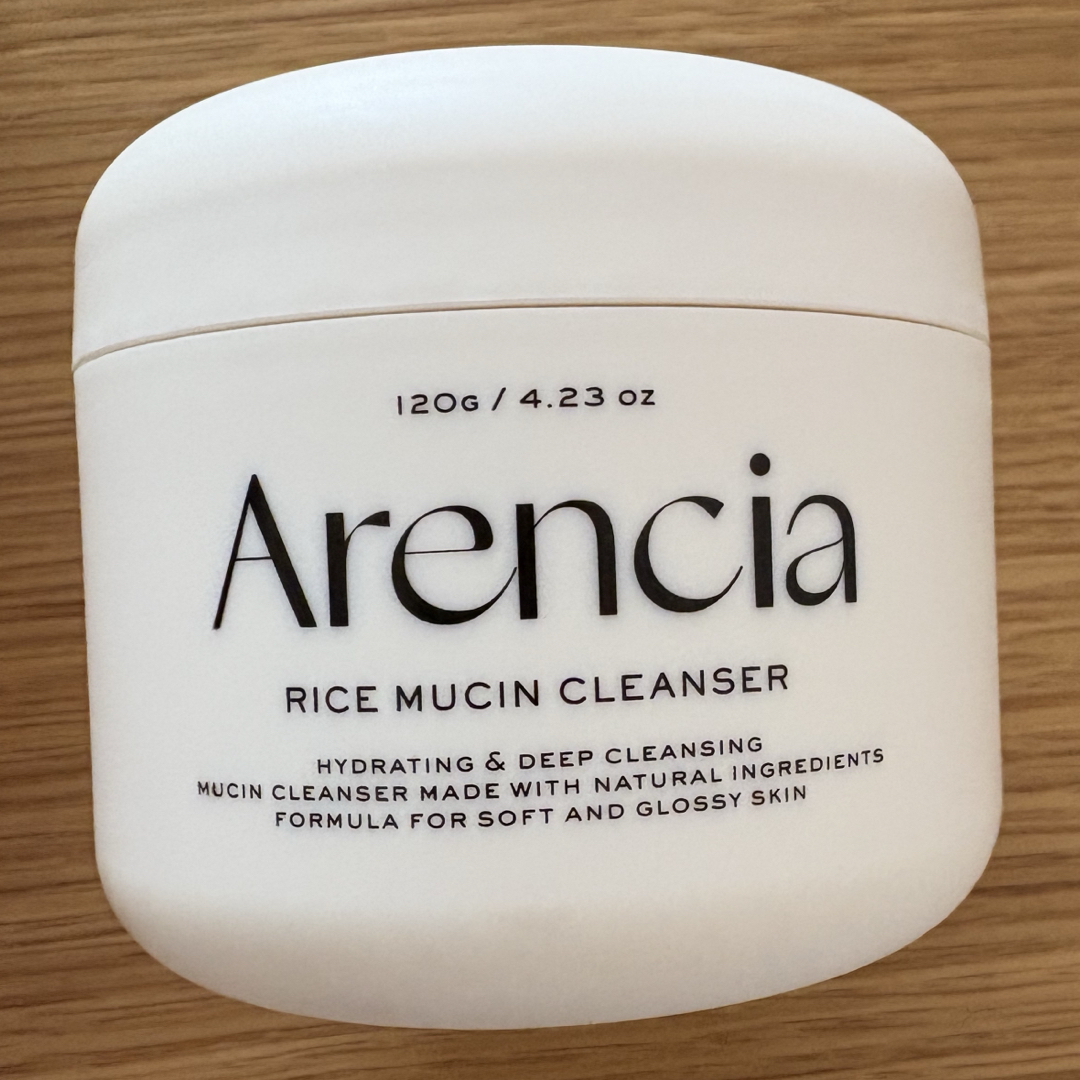 120G / 4.23 OZ
Arencia
RICE MUCIN CLEANSER
HYDRATING & DEEP CLEANSING
MUCIN CLEANSER MADE WITH NATURAL INGREDIENTS
FORMULA FOR SOFT AND GLOSSY SKIN